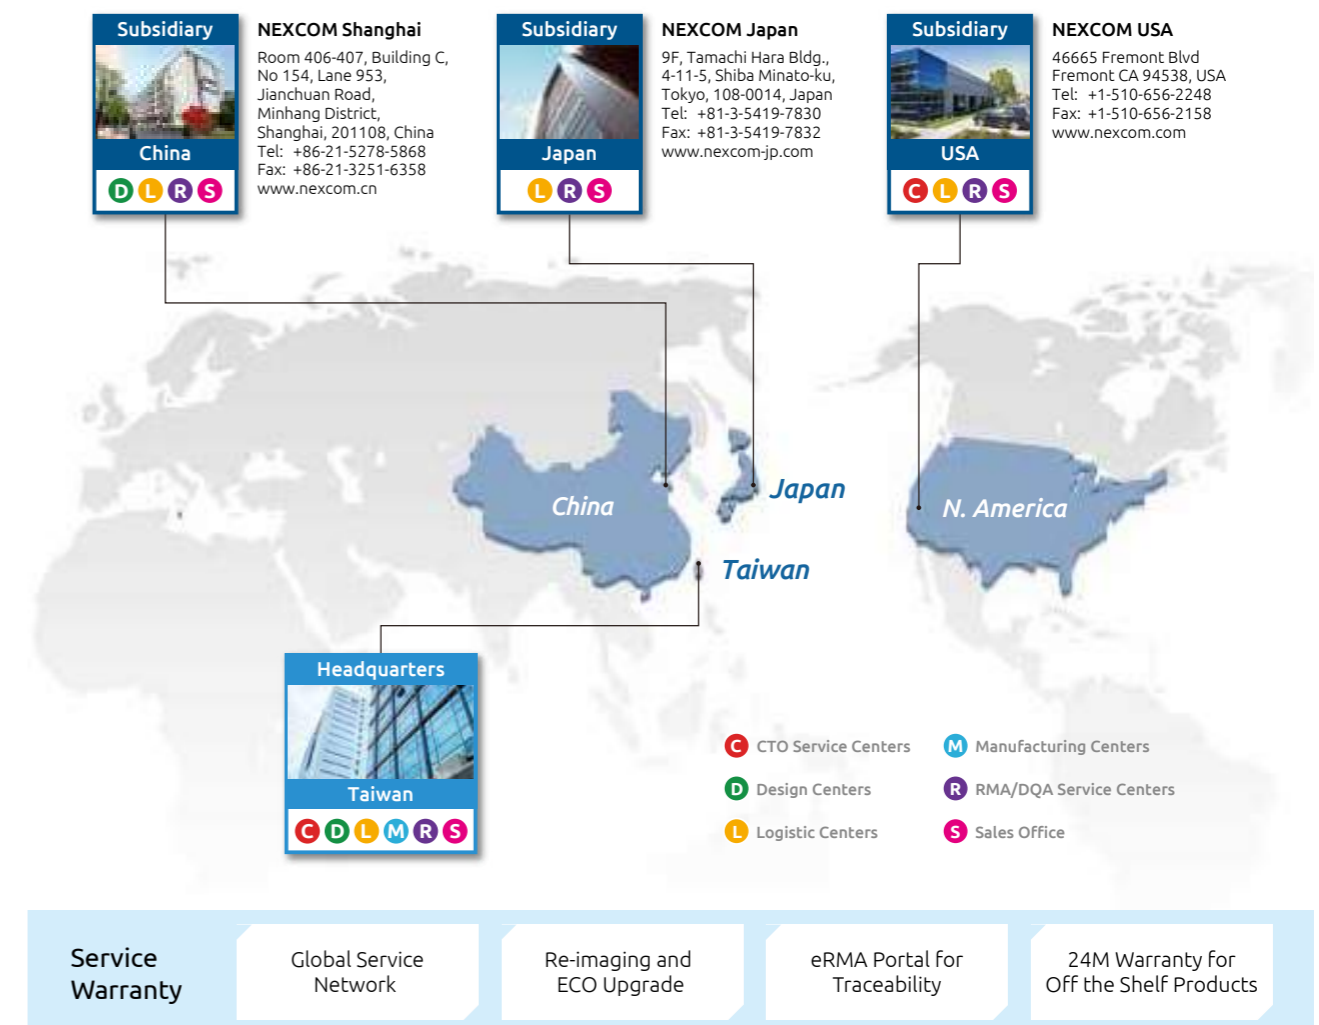 Subsidiary
China
D L R S
NEXCOM Shanghai
Room 406-407, Building C,
No 154, Lane 953,
Jianchuan Road,
Minhang District,
Shanghai, 201108, China
Tel: +86-21-5278-5868
Fax: +86-21-3251-6358
www.nexcom.cn
Subsidiary
Japan
L R S
NEXCOM Japan
9F, Tamachi Hara Bldg.,
4-11-5, Shiba Minato-ku,
Tokyo, 108-0014, Japan
Tel: +81-3-5419-7830
Fax: +81-3-5419-7832
www.nexcom-jp.com
Subsidiary
USA
C L R S
NEXCOM USA
46665 Fremont Blvd
Fremont CA 94538, USA
Tel: +1-510-656-2248
Fax: +1-510-656-2158
www.nexcom.com
China
Japan
Taiwan
N. America
Headquarters
Taiwan
C D L M R S
C CTO Service Centers
D Design Centers
L Logistic Centers
M Manufacturing Centers
R RMA/DQA Service Centers
S Sales Office
Service
Warranty
Global Service
Network
Re-imaging and
ECO Upgrade
eRMA Portal for
Traceability
24M Warranty for
Off the Shelf Products